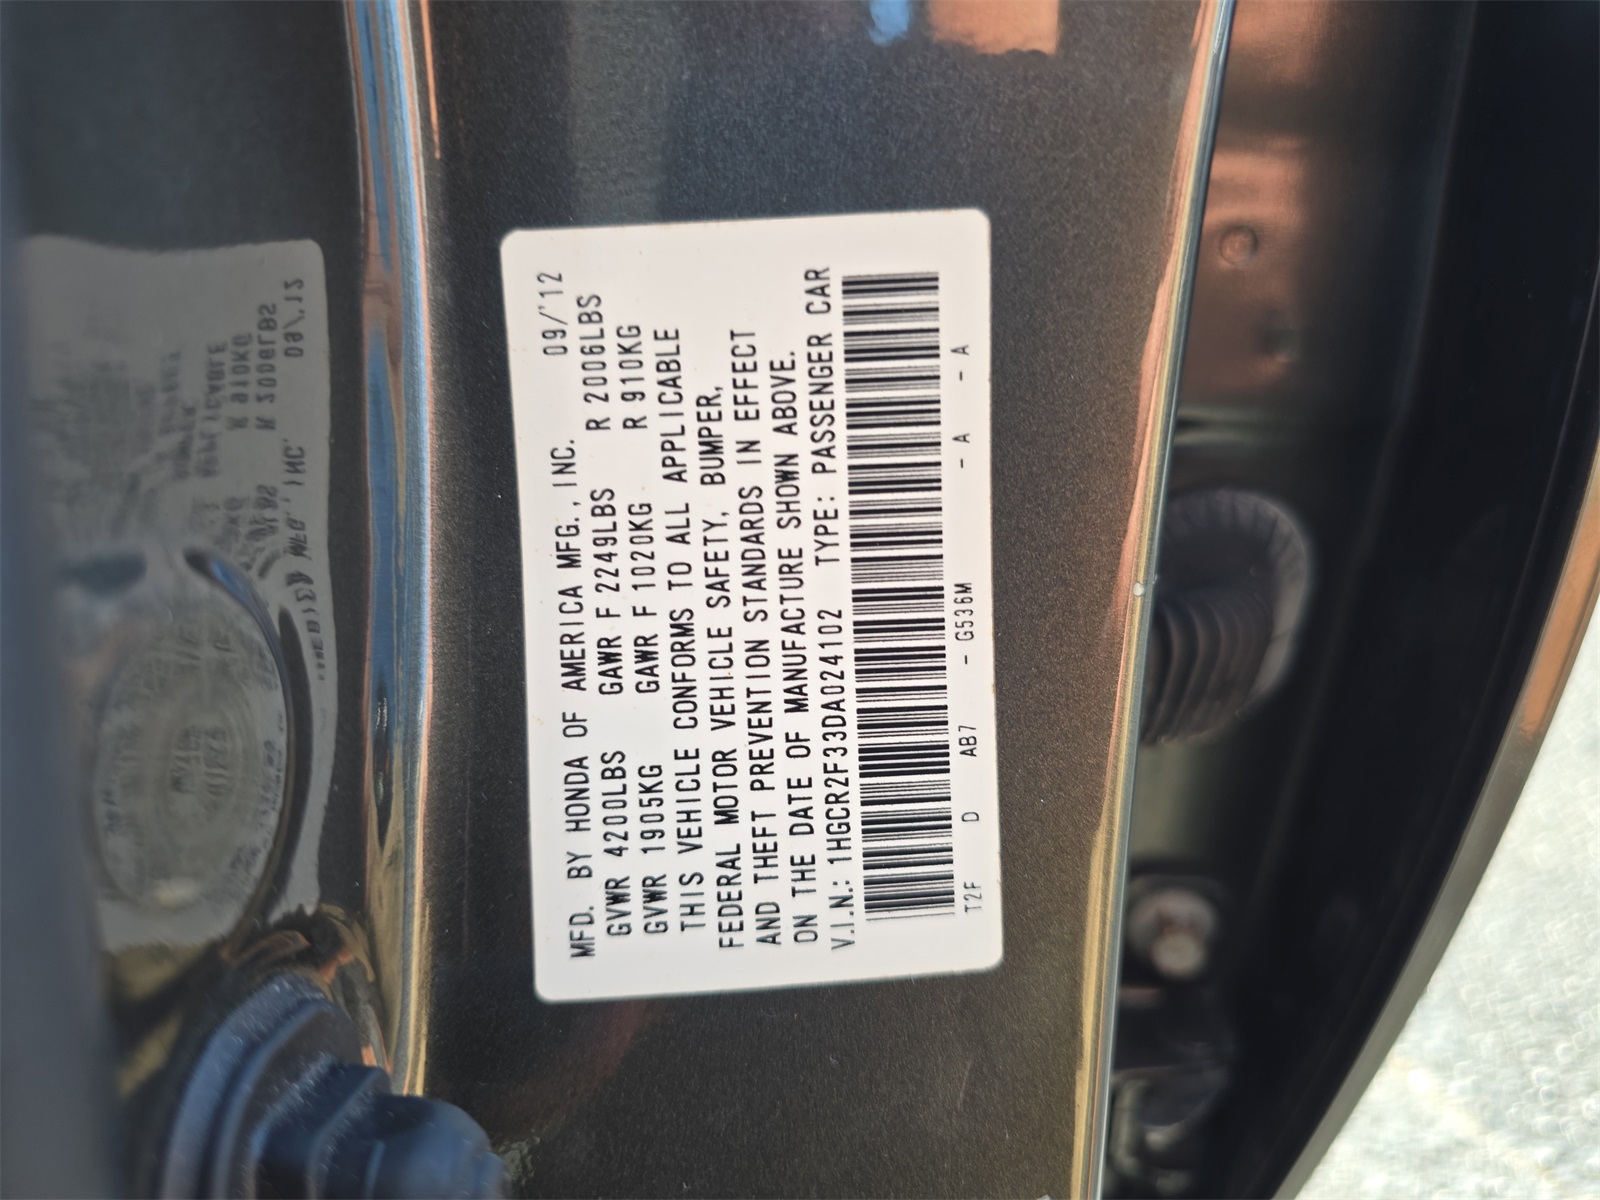 MFD. BY HONDA OF AMERICA MFG., INC. 09/'12
GVWR 4200LBS GAWR F 2249LBS R 2006LBS
GVWR 1905KG GAWR F 1020KG R 910KG
THIS VEHICLE CONFORMS TO ALL APPLICABLE
FEDERAL MOTOR VEHICLE SAFETY, BUMPER,
AND THEFT PREVENTION STANDARDS IN EFFECT
ON THE DATE OF MANUFACTURE SHOWN ABOVE.
V.I.N.: 1HGCR2F33DA024102 TYPE: PASSENGER CAR
T2F D AB7 - G536M - A - A